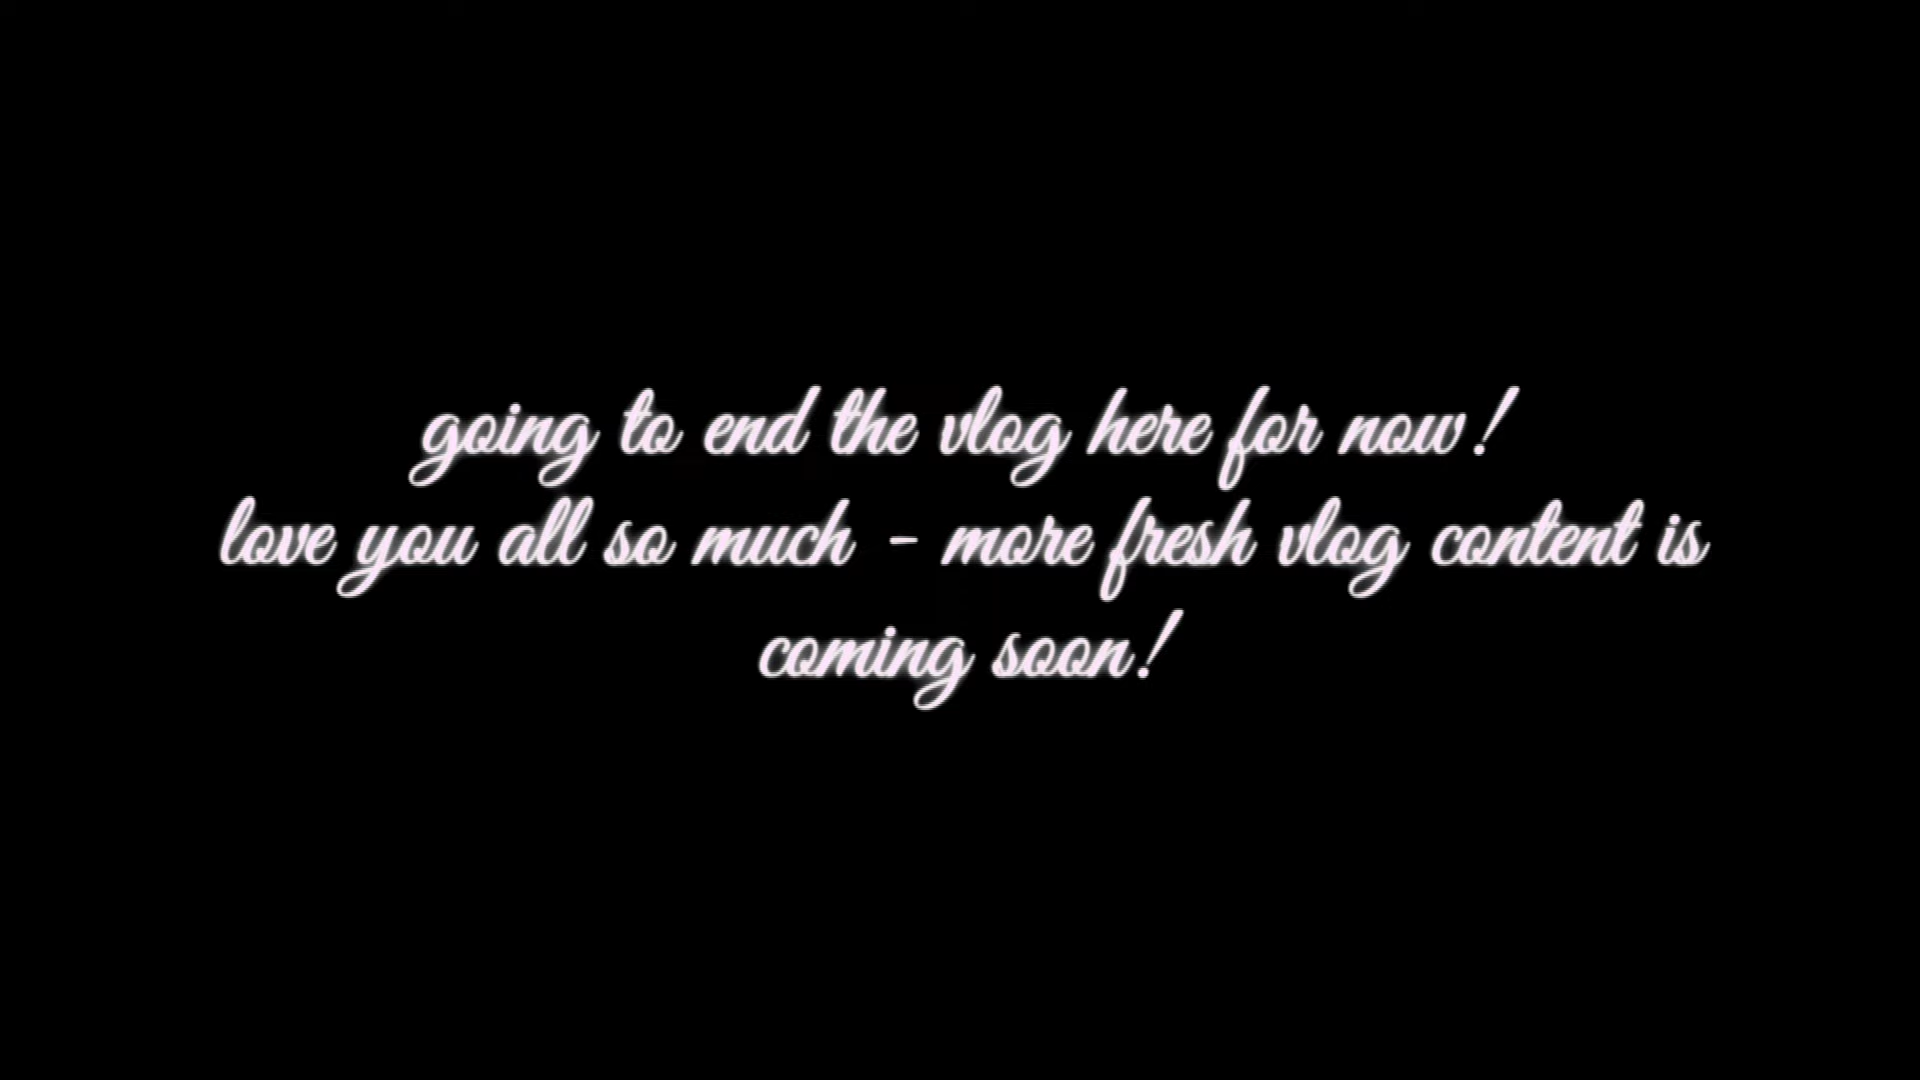 going to end the vlog here for now!
love you all so much - more fresh vlog content is
coming soon!